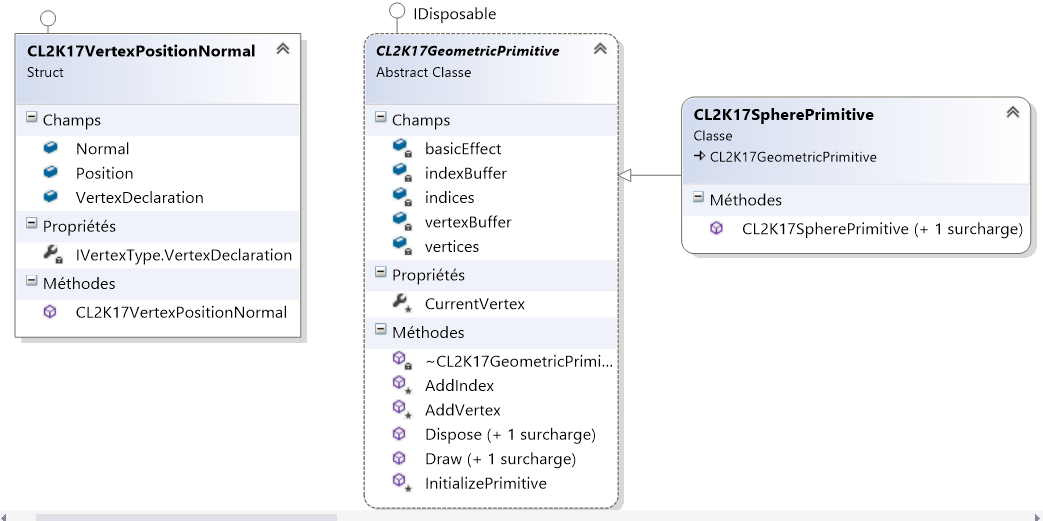 CL2K17VertexPositionNormal
Struct
Champs
Normal
Position
VertexDeclaration
Propriétés
IVertexType.VertexDeclaration
Méthodes
CL2K17VertexPositionNormal
IDisposable
CL2K17GeometricPrimitive
Abstract Classe
Champs
basicEffect
indexBuffer
indices
vertexBuffer
vertices
Propriétés
CurrentVertex
Méthodes
~CL2K17GeometricPrimi...
AddIndex
AddVertex
Dispose (+ 1 surcharge)
Draw (+ 1 surcharge)
InitializePrimitive
CL2K17SpherePrimitive
Classe
CL2K17GeometricPrimitive
Méthodes
CL2K17SpherePrimitive (+ 1 surcharge)